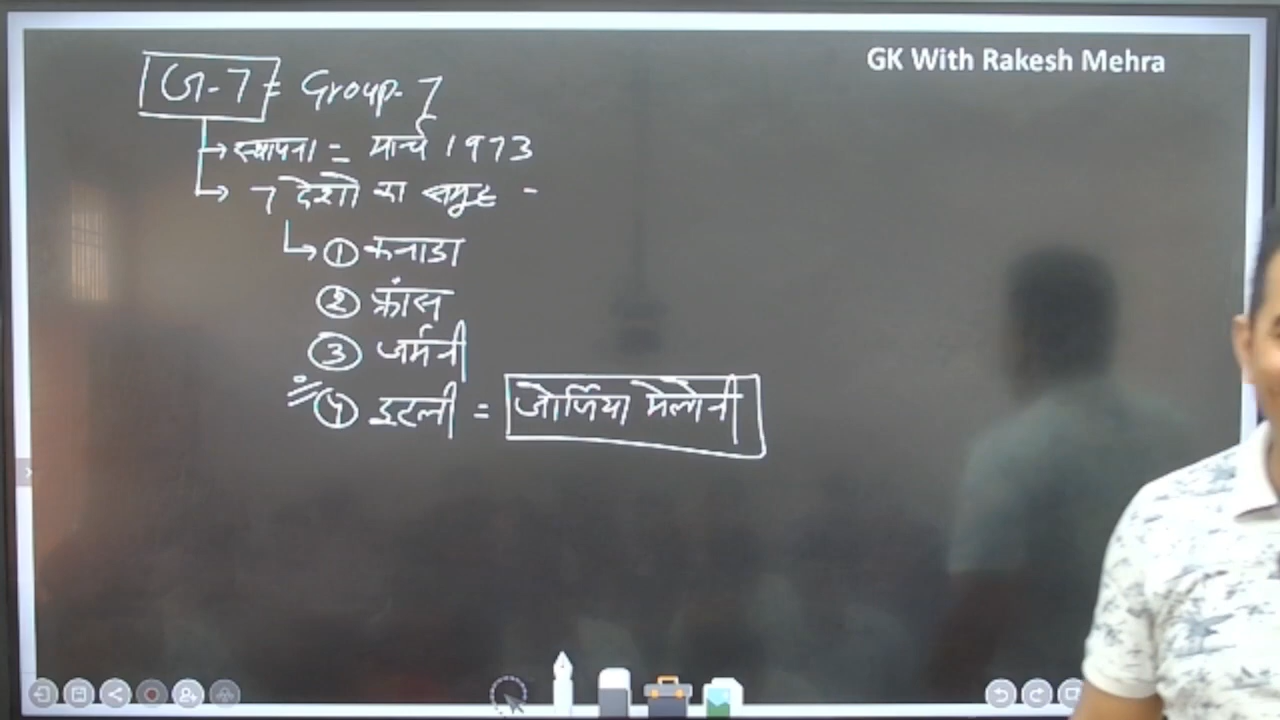 GK With Rakesh Mehra
G-7 = Group-7
→ स्थापना = मार्च 1973
→ 7 देशों का समूह -
→ ① कनाडा
② फ्रांस
③ जर्मनी
④ इटली = जोर्जिया मेलोनी